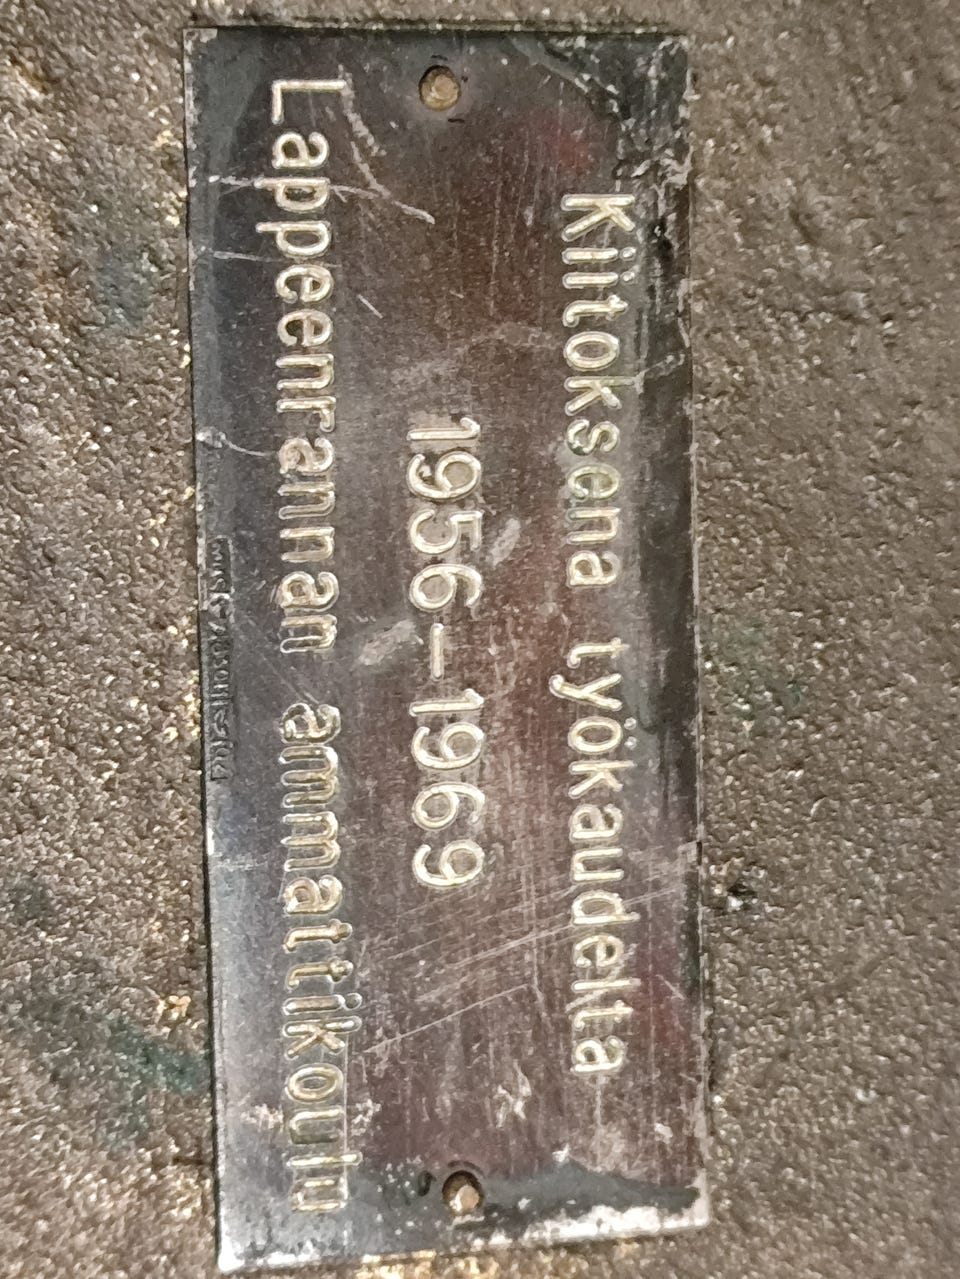 Kiitoksena työkaudelta
1956-1969
Lappeenrannan ammattikoulu